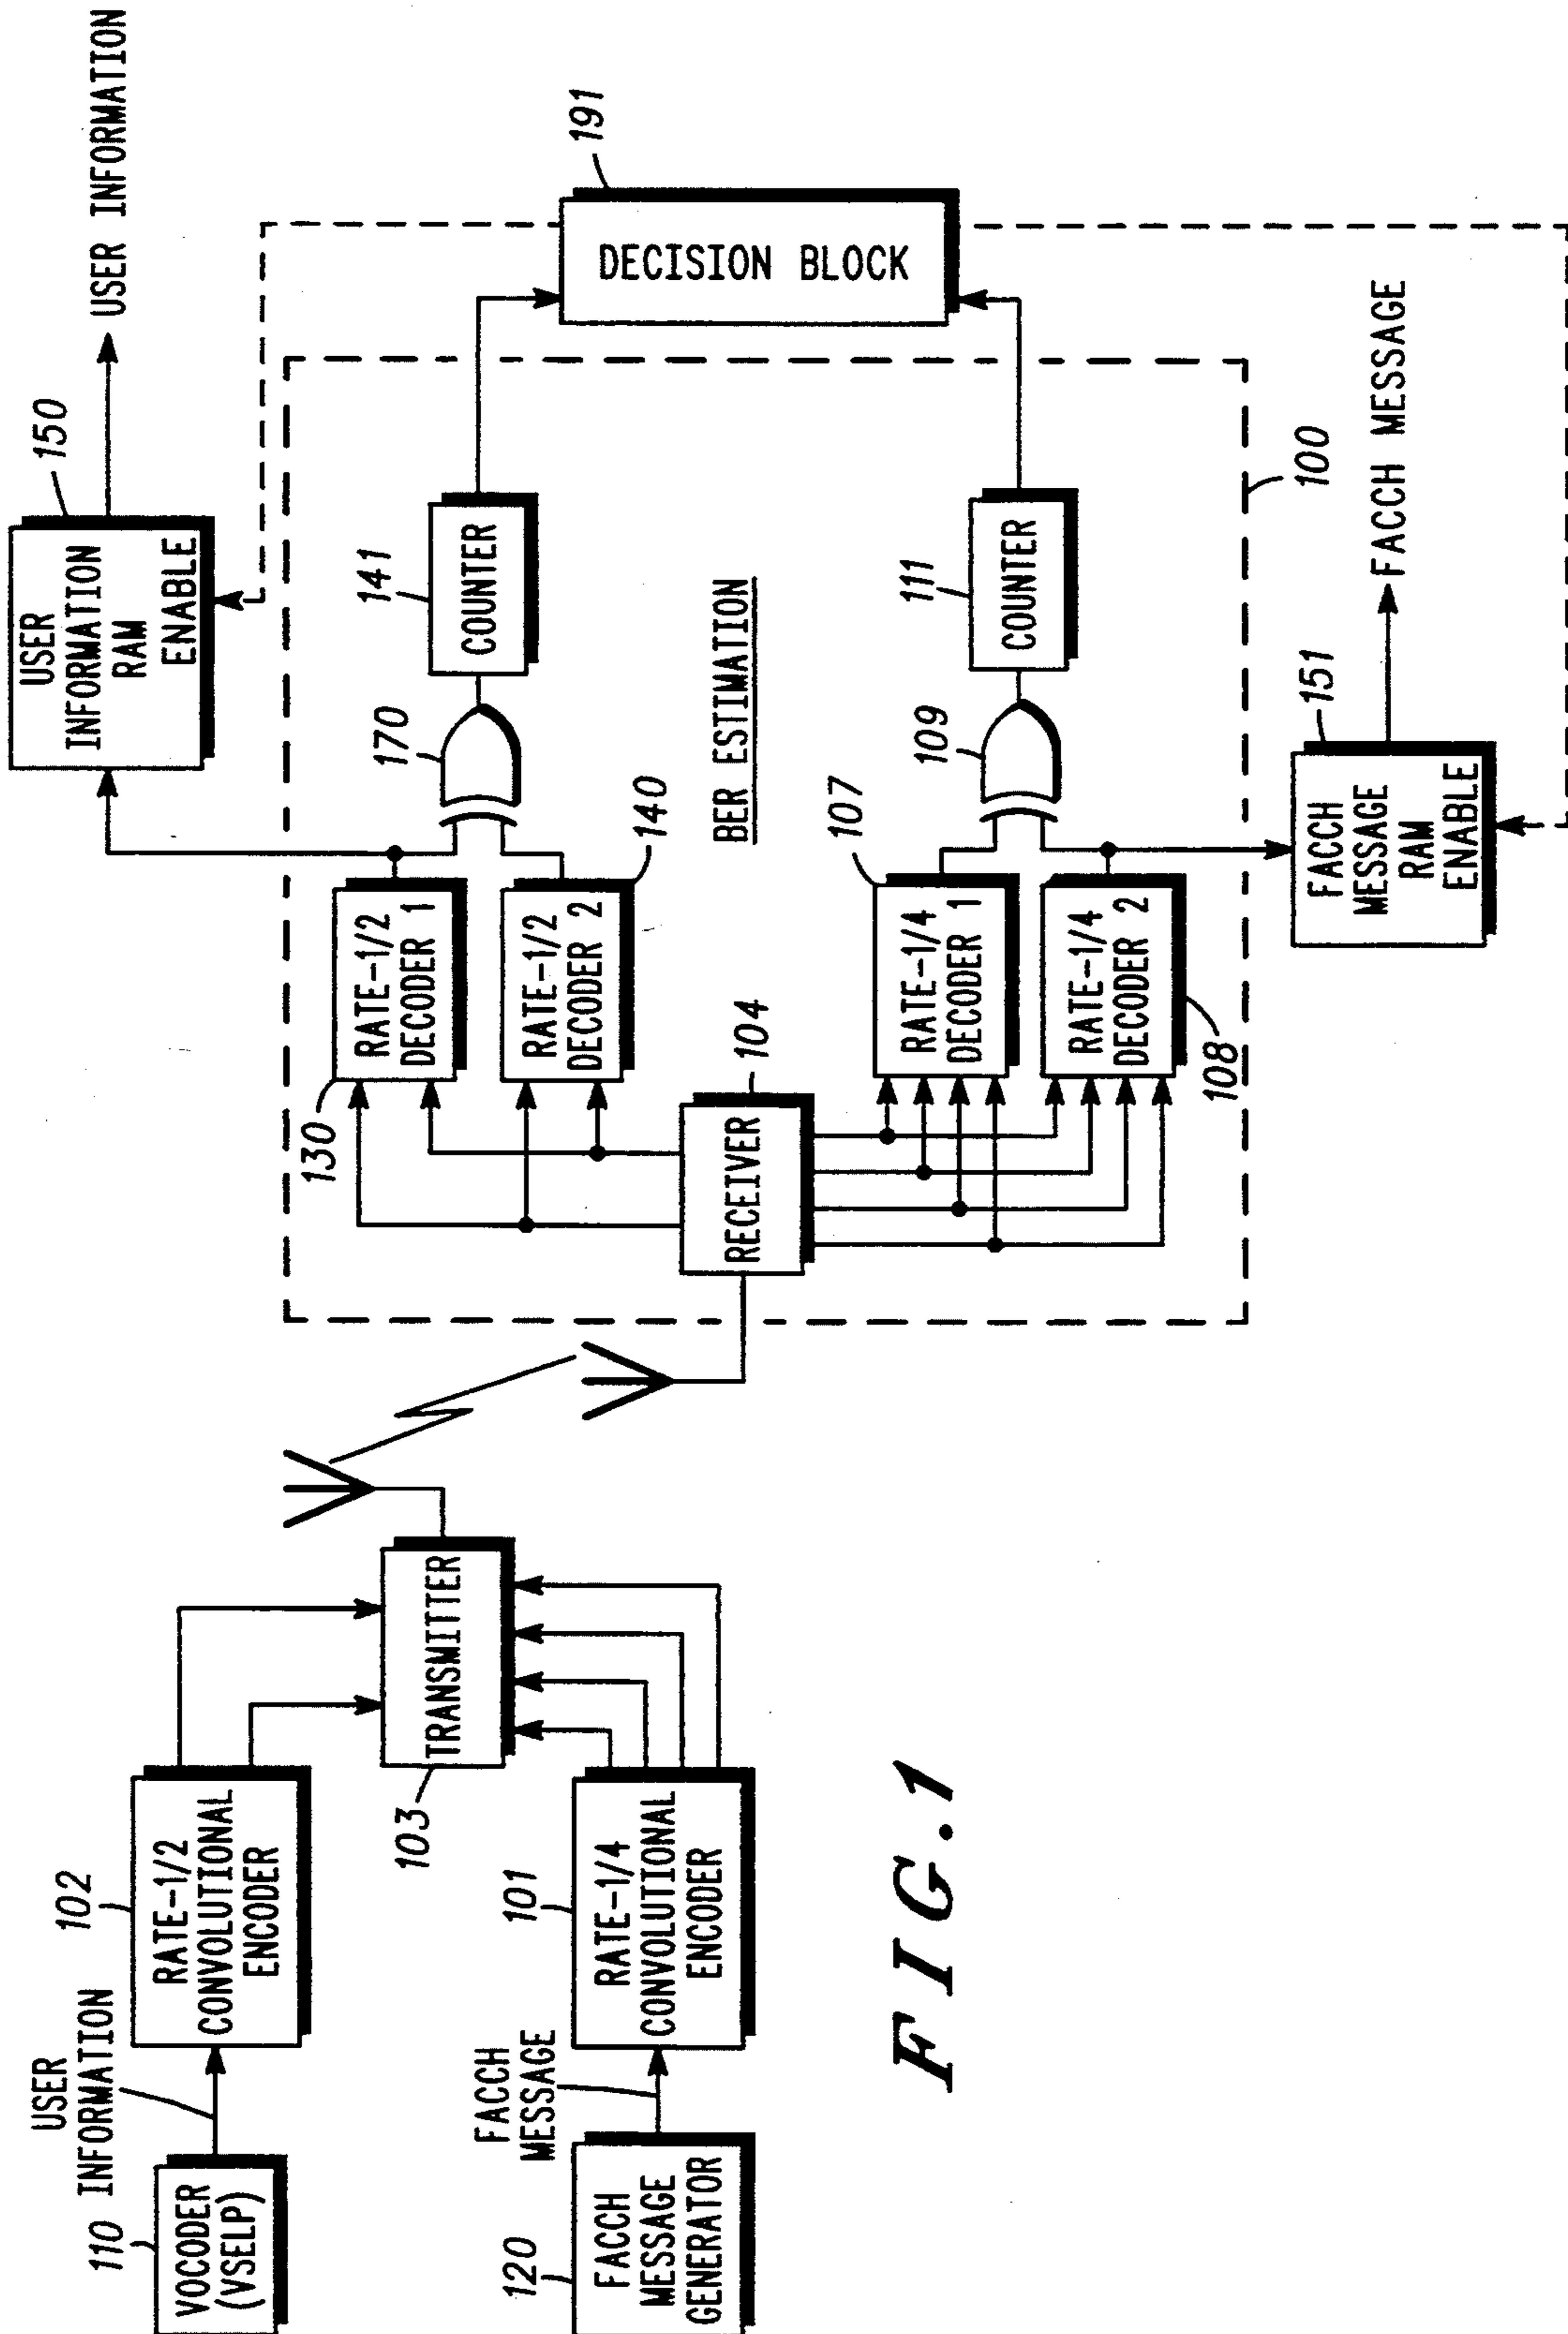 110
VOCODER
(VSELP)
USER
INFORMATION
102
RATE-1/2
CONVOLUTIONAL
ENCODER
120
FACCH
MESSAGE
GENERATOR
FACCH
MESSAGE
101
RATE-1/4
CONVOLUTIONAL
ENCODER
103
TRANSMITTER
RECEIVER
104
130
RATE-1/2
DECODER 1
RATE-1/2
DECODER 2
140
107
RATE-1/4
DECODER 1
RATE-1/4
DECODER 2
108
170
141
COUNTER
BER ESTIMATION
109
111
COUNTER
100
USER
INFORMATION
RAM
ENABLE
150
USER INFORMATION
DECISION BLOCK
191
FACCH
MESSAGE
RAM
ENABLE
151
FACCH MESSAGE
FIG.1